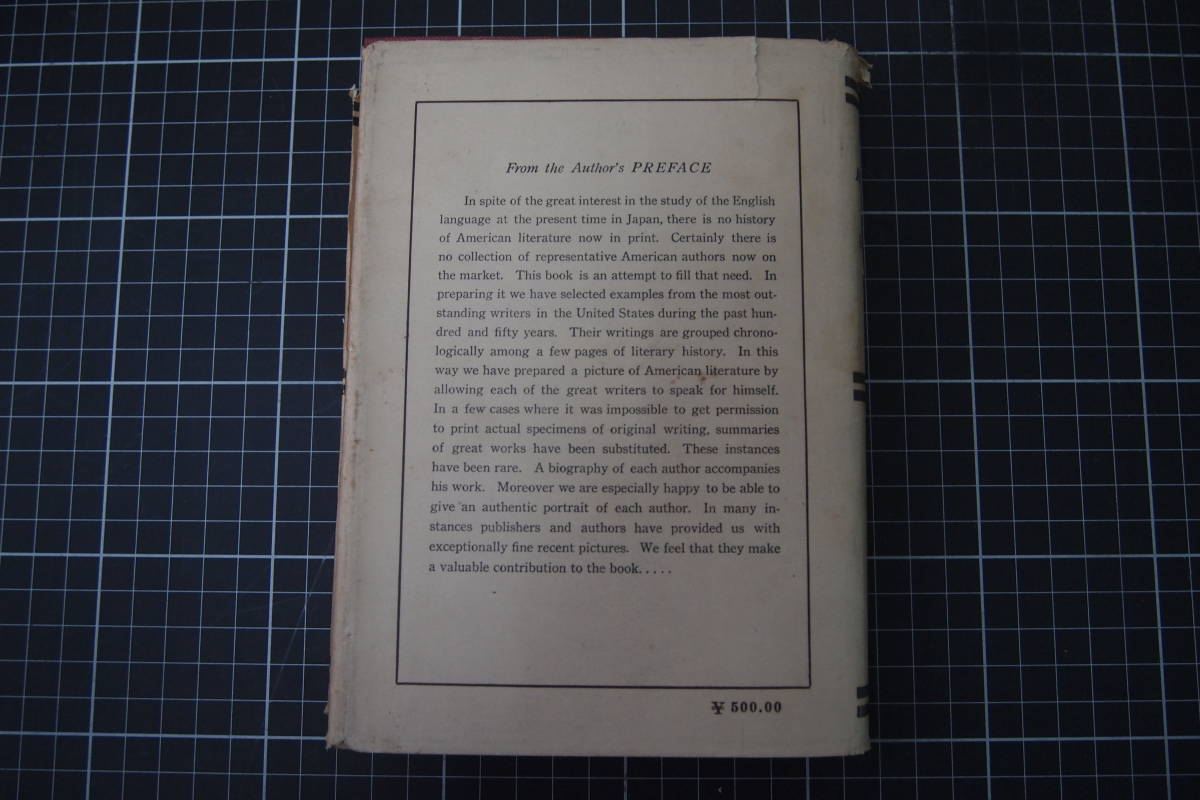 From the Author's PREFACE
In spite of the great interest in the study of the English
language at the present time in Japan, there is no history
of American literature now in print. Certainly there is
no collection of representative American authors now on
the market. This book is an attempt to fill that need. In
preparing it we have selected examples from the most out-
standing writers in the United States during the past hun-
dred and fifty years. Their writings are grouped chrono-
logically among a few pages of literary history. In this
way we have prepared a picture of American literature by
allowing each of the great writers to speak for himself.
In a few cases where it was impossible to get permission
to print actual specimens of original writing, summaries
of great works have been substituted. These instances
have been rare. A biography of each author accompanies
his work. Moreover we are especially happy to be able to
give an authentic portrait of each author. In many in-
stances publishers and authors have provided us with
exceptionally fine recent pictures. We feel that they make
a valuable contribution to the book.....
¥ 500.00